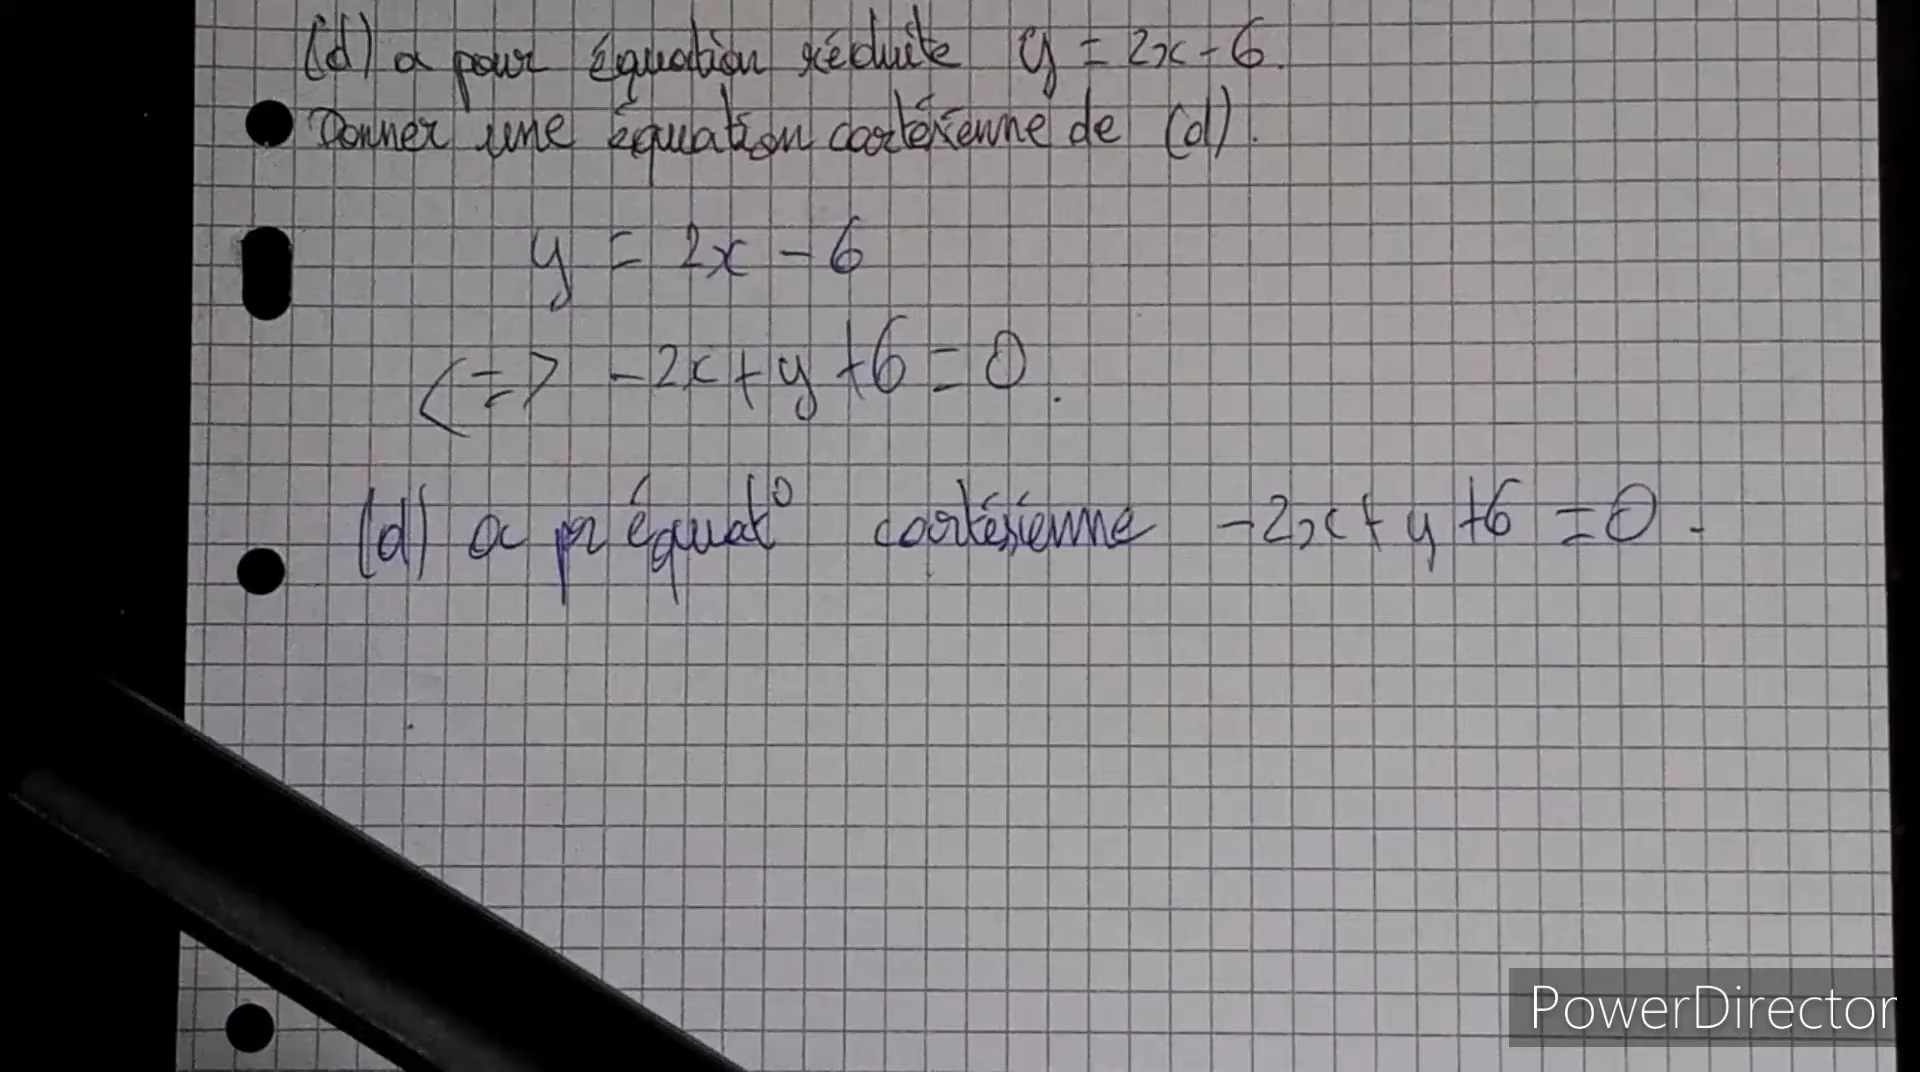 (d) a pour équation réduite y = 2x - 6.
Donner une équation cartésienne de (d).
y = 2x - 6
<=> -2x + y + 6 = 0.
(d) a pr équat° cartésienne -2x + y + 6 = 0.
PowerDirector